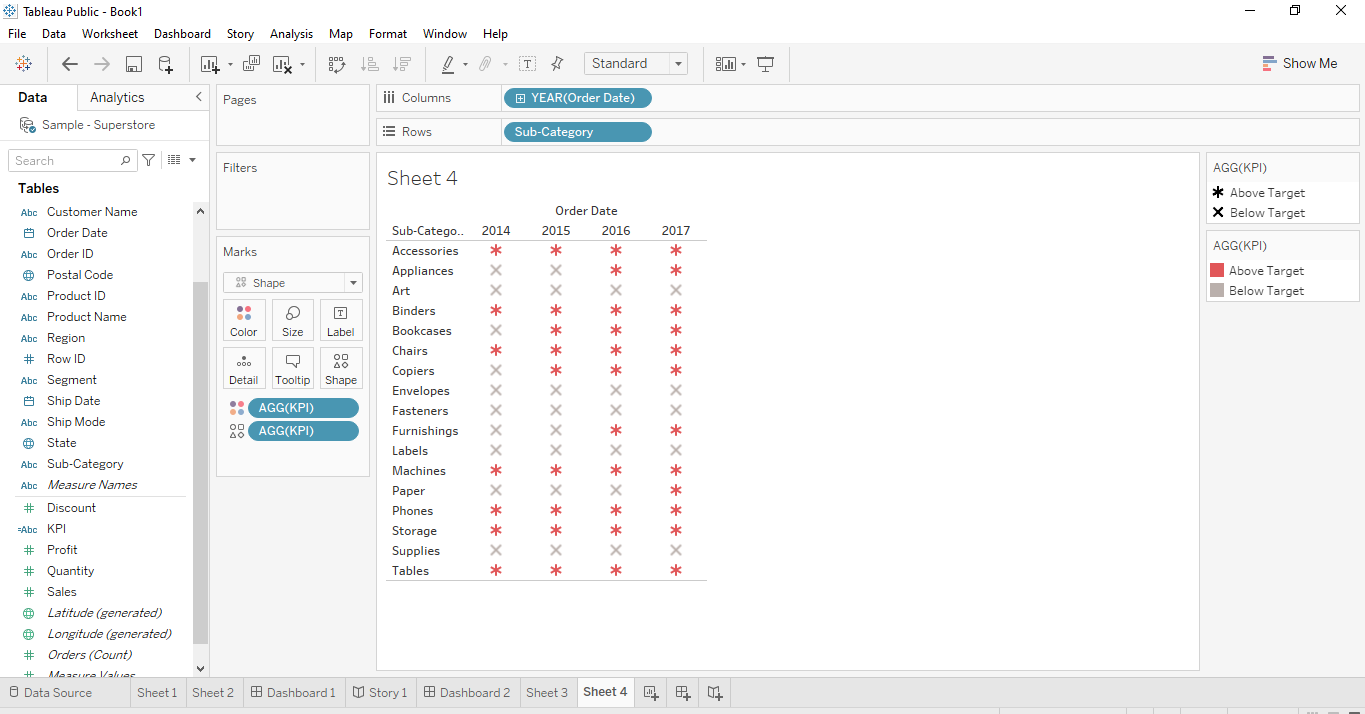 Tableau Public - Book1
File Data Worksheet Dashboard Story Analysis Map Format Window Help
Standard
Show Me
Data Analytics
Sample - Superstore
Search
Tables
Abc Customer Name
Order Date
Abc Order ID
Postal Code
Abc Product ID
Abc Product Name
Abc Region
Row ID
Abc Segment
Ship Date
Abc Ship Mode
State
Abc Sub-Category
Abc Measure Names
Discount
=Abc KPI
Profit
Quantity
Sales
Latitude (generated)
Longitude (generated)
Orders (Count)
Measure Values
Pages
Filters
Marks
Shape
Color Size Label
Detail Tooltip Shape
AGG(KPI)
AGG(KPI)
Columns YEAR(Order Date)
Rows Sub-Category
Sheet 4
Order Date
Sub-Catego.. 2014 2015 2016 2017
Accessories
Appliances
Art
Binders
Bookcases
Chairs
Copiers
Envelopes
Fasteners
Furnishings
Labels
Machines
Paper
Phones
Storage
Supplies
Tables
AGG(KPI)
Above Target
Below Target
AGG(KPI)
Above Target
Below Target
Data Source Sheet 1 Sheet 2 Dashboard 1 Story 1 Dashboard 2 Sheet 3 Sheet 4